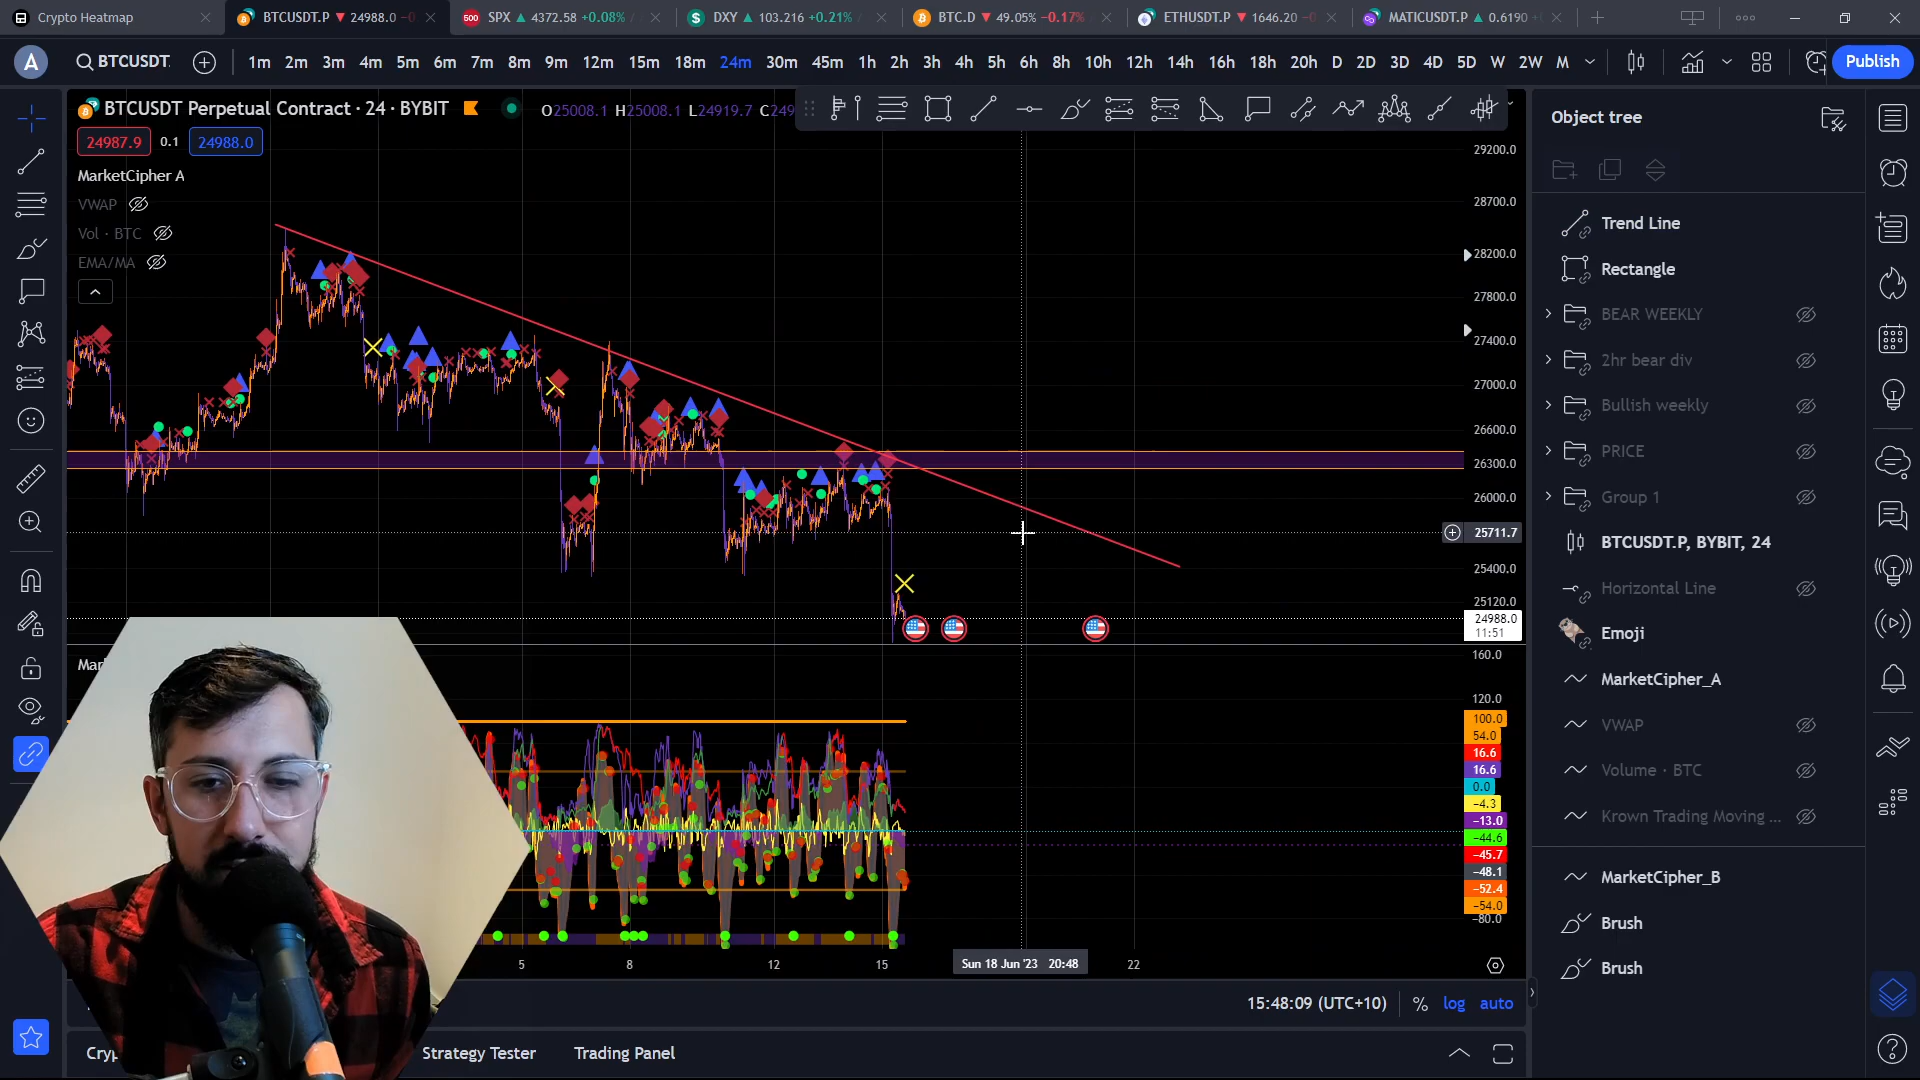 Crypto Heatmap
BTCUSDT.P ▼ 24988.0 −0
SPX ▲ 4372.58 +0.08%
DXY ▲ 103.216 +0.21%
BTC.D ▼ 49.05% −0.17%
ETHUSDT.P ▼ 1646.20 −0
MATICUSDT.P ▲ 0.6190
A
BTCUSDT.
1m 2m 3m 4m 5m 6m 7m 8m 9m 12m 15m 18m 24m 30m 45m 1h 2h 3h 4h 5h 6h 8h 10h 12h 14h 16h 18h 20h D 2D 3D 4D 5D W 2W M
Publish
BTCUSDT Perpetual Contract · 24 · BYBIT
O25008.1 H25008.1 L24919.7 C249
24987.9 0.1 24988.0
MarketCipher A
VWAP
Vol · BTC
EMA/MA
29200.0
28700.0
28200.0
27800.0
27400.0
27000.0
26600.0
26300.0
26000.0
25711.7
25400.0
25120.0
24988.0
11:51
Mar
160.0
120.0
100.0
54.0
16.6
16.6
0.0
−4.3
−13.0
−44.6
−45.7
−48.1
−52.4
−54.0
−80.0
5 8 12 15 Sun 18 Jun '23 20:48 22
15:48:09 (UTC+10) % log auto
Cryp
Strategy Tester
Trading Panel
Object tree
Trend Line
Rectangle
BEAR WEEKLY
2hr bear div
Bullish weekly
PRICE
Group 1
BTCUSDT.P, BYBIT, 24
Horizontal Line
Emoji
MarketCipher_A
VWAP
Volume · BTC
Krown Trading Moving ...
MarketCipher_B
Brush
Brush